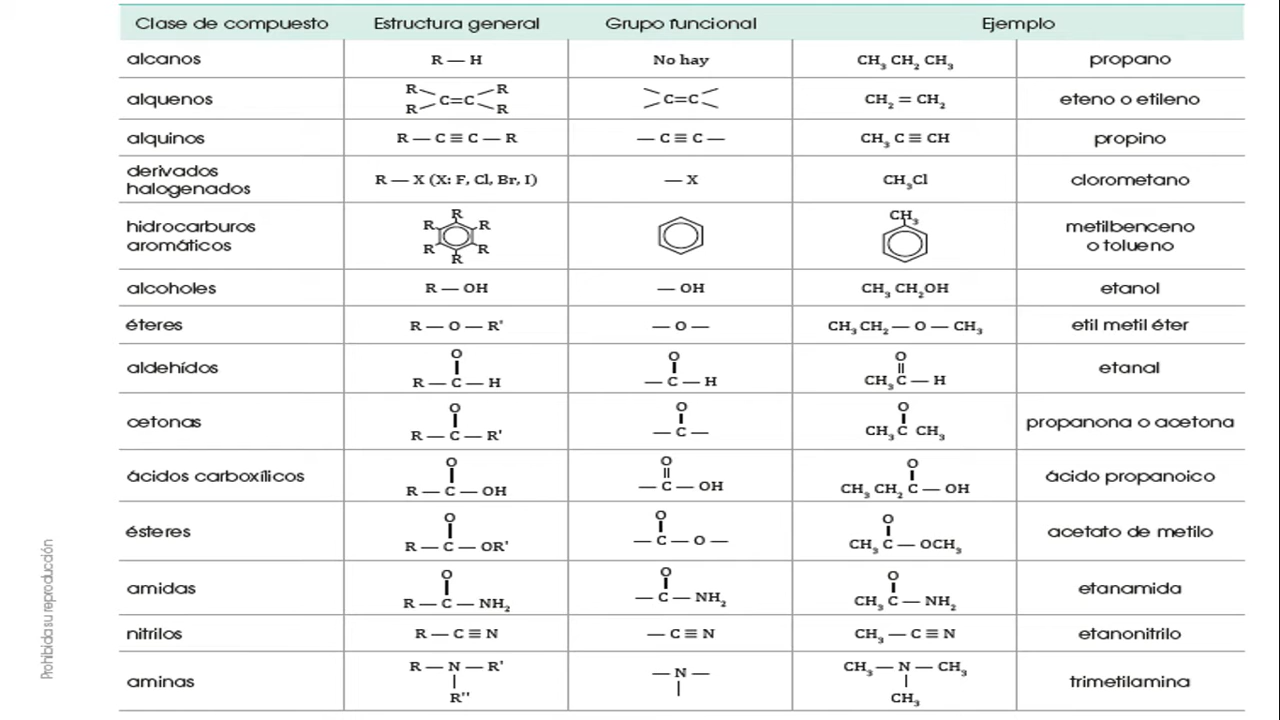 Clase de compuesto Estructura general Grupo funcional Ejemplo
alcanos R — H No hay CH₃ CH₂ CH₃ propano
alquenos R R C=C R R C=C CH₂ = CH₂ eteno o etileno
alquinos R — C ≡ C — R — C ≡ C — CH₃ C ≡ CH propino
derivados
halogenados R — X (X: F, Cl, Br, I) — X CH₃Cl clorometano
hidrocarburos
aromáticos R R R R R R CH₃ metilbenceno
o tolueno
alcoholes R — OH — OH CH₃ CH₂OH etanol
éteres R — O — R' — O — CH₃ CH₂ — O — CH₃ etil metil éter
O O O
aldehídos R — C — H — C — H CH₃ C — H etanal
O O O
cetonas R — C — R' — C — CH₃ C CH₃ propanona o acetona
O O O
ácidos carboxílicos R — C — OH — C — OH CH₃ CH₂ C — OH ácido propanoico
O O O
ésteres R — C — OR' — C — O — CH₃ C — OCH₃ acetato de metilo
O O O
amidas R — C — NH₂ — C — NH₂ CH₃ C — NH₂ etanamida
nitrilos R — C ≡ N — C ≡ N CH₃ — C ≡ N etanonitrilo
aminas R — N — R' — N — CH₃ — N — CH₃ trimetilamina
R'' CH₃
Prohibida su reproducción